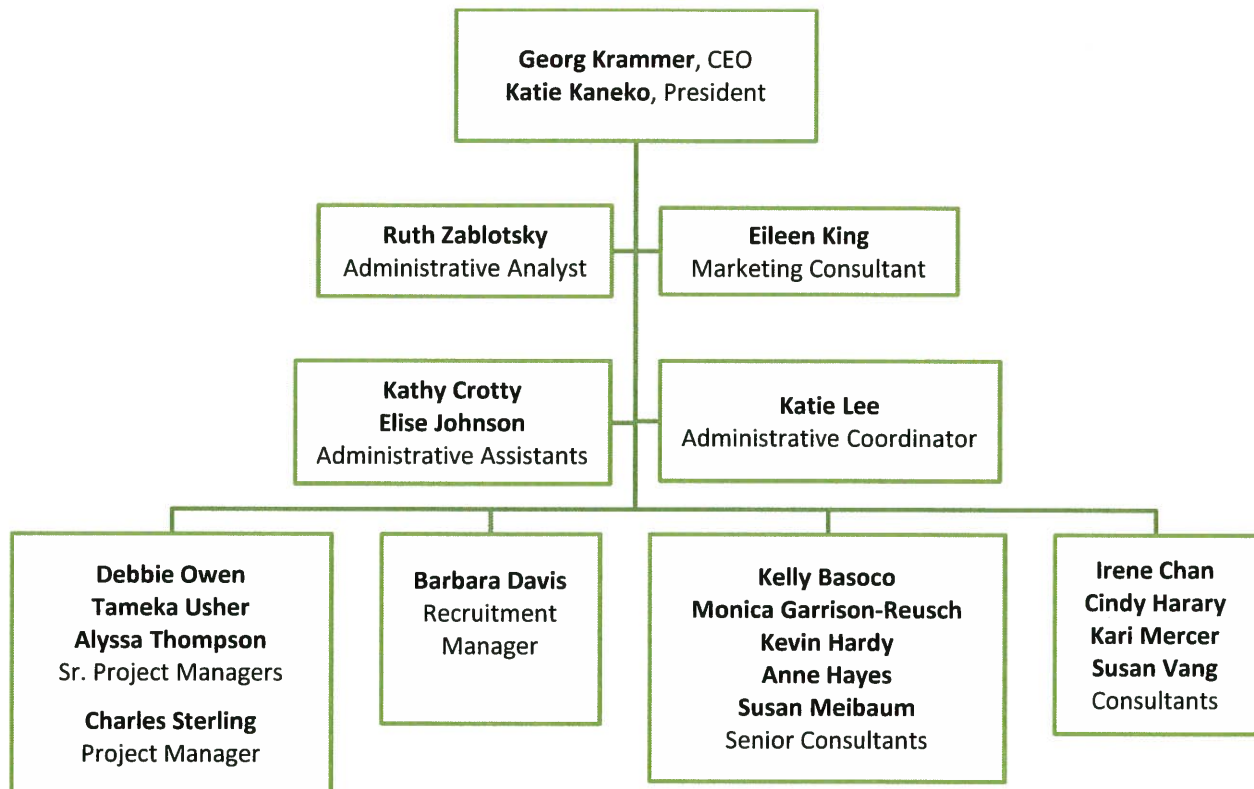 Georg Krammer, CEO
Katie Kaneko, President
Ruth Zablotsky
Administrative Analyst
Eileen King
Marketing Consultant
Kathy Crotty
Elise Johnson
Administrative Assistants
Katie Lee
Administrative Coordinator
Debbie Owen
Tameka Usher
Alyssa Thompson
Sr. Project Managers
Charles Sterling
Project Manager
Barbara Davis
Recruitment
Manager
Kelly Basoco
Monica Garrison-Reusch
Kevin Hardy
Anne Hayes
Susan Meibaum
Senior Consultants
Irene Chan
Cindy Harary
Kari Mercer
Susan Vang
Consultants